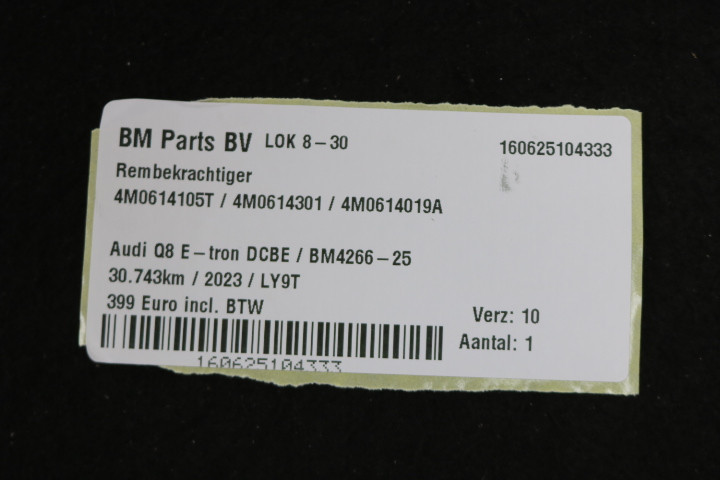 BM Parts BV LOK 8-30 160625104333
Rembekrachtiger
4M0614105T / 4M0614301 / 4M0614019A
Audi Q8 E-tron DCBE / BM4266-25
30.743km / 2023 / LY9T
399 Euro incl. BTW
Verz: 10
Aantal: 1
160625104333